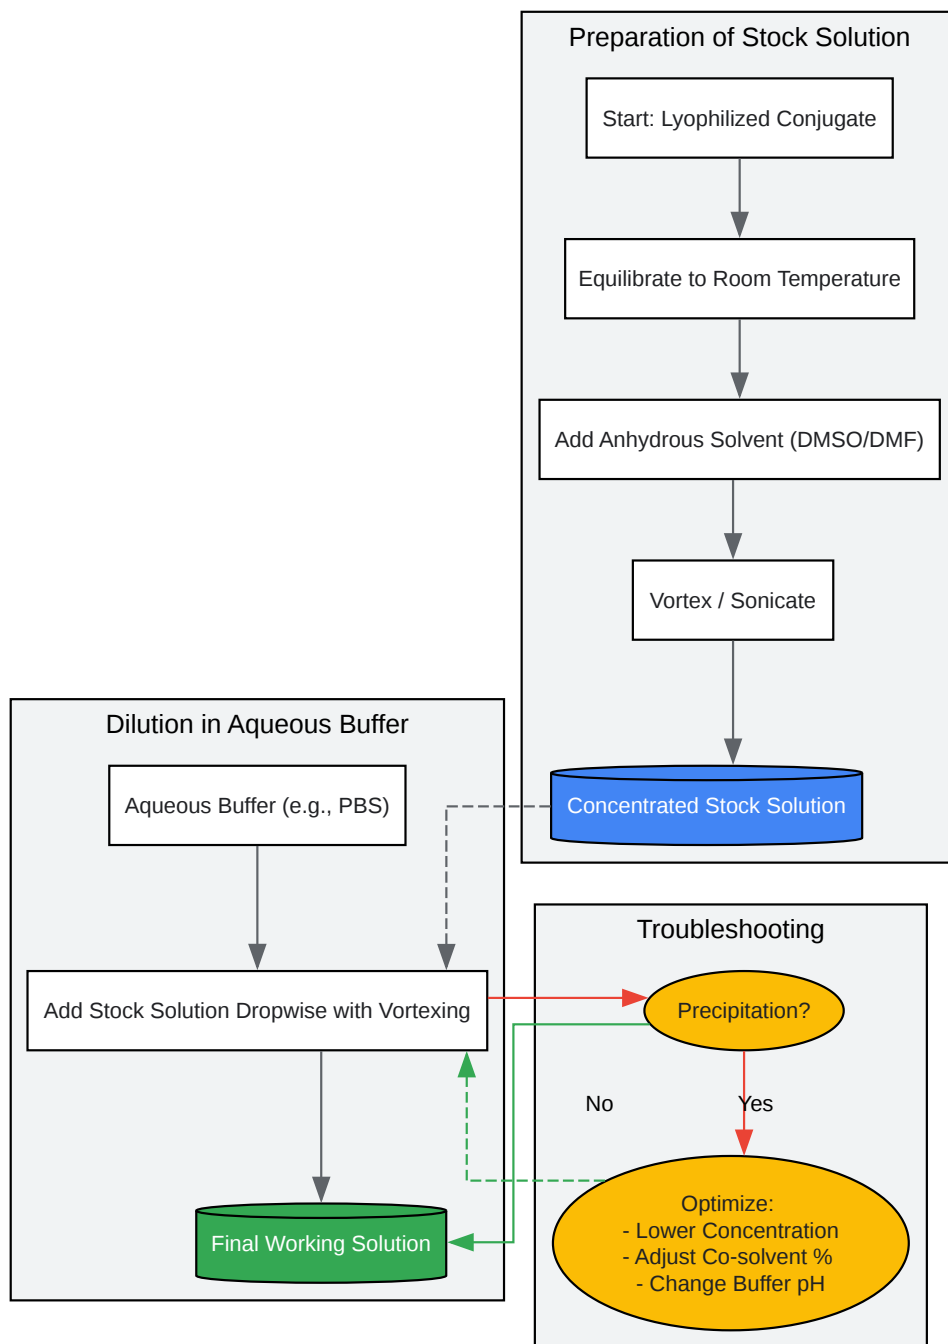 Preparation of Stock Solution
Start: Lyophilized Conjugate
Equilibrate to Room Temperature
Add Anhydrous Solvent (DMSO/DMF)
Vortex / Sonicate
Concentrated Stock Solution
Dilution in Aqueous Buffer
Aqueous Buffer (e.g., PBS)
Add Stock Solution Dropwise with Vortexing
Final Working Solution
Troubleshooting
Precipitation?
No
Yes
Optimize:
- Lower Concentration
- Adjust Co-solvent %
- Change Buffer pH